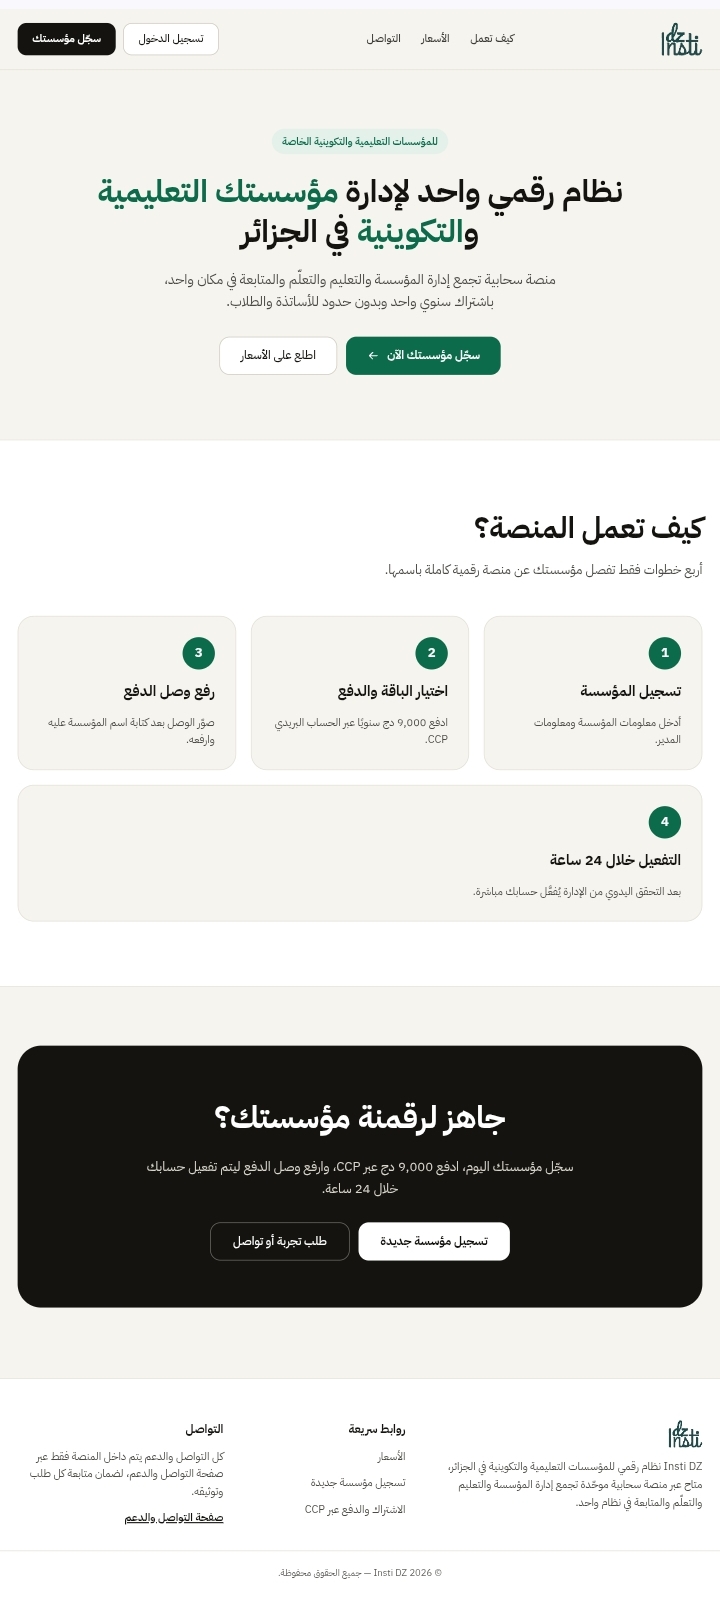 dz
Insti
كيف تعمل
الأسعار
التواصل
تسجيل الدخول
سجّل مؤسستك
للمؤسسات التعليمية والتكوينية الخاصة
نظام رقمي واحد لإدارة مؤسستك التعليمية
والتكوينية في الجزائر
منصة سحابية تجمع إدارة المؤسسة والتعليم والتعلّم والمتابعة في مكان واحد،
باشتراك سنوي واحد وبدون حدود للأساتذة والطلاب.
سجّل مؤسستك الآن ←
اطلع على الأسعار
كيف تعمل المنصة؟
أربع خطوات فقط تفصل مؤسستك عن منصة رقمية كاملة باسمها.
1
تسجيل المؤسسة
أدخل معلومات المؤسسة ومعلومات
المدير.
2
اختيار الباقة والدفع
ادفع 9,000 دج سنويًا عبر الحساب البريدي
CCP.
3
رفع وصل الدفع
صوّر الوصل بعد كتابة اسم المؤسسة عليه
وارفعه.
4
التفعيل خلال 24 ساعة
بعد التحقق اليدوي من الإدارة يُفعَّل حسابك مباشرة.
جاهز لرقمنة مؤسستك؟
سجّل مؤسستك اليوم، ادفع 9,000 دج عبر CCP، وارفع وصل الدفع ليتم تفعيل حسابك
خلال 24 ساعة.
تسجيل مؤسسة جديدة
طلب تجربة أو تواصل
dz
Insti
Insti DZ نظام رقمي للمؤسسات التعليمية والتكوينية في الجزائر،
متاح عبر منصة سحابية موحّدة تجمع إدارة المؤسسة والتعليم
والتعلّم والمتابعة في نظام واحد.
روابط سريعة
الأسعار
تسجيل مؤسسة جديدة
الاشتراك والدفع عبر CCP
التواصل
كل التواصل والدعم يتم داخل المنصة فقط عبر
صفحة التواصل والدعم، لضمان متابعة كل طلب
وتوثيقه.
صفحة التواصل والدعم
© 2026 Insti DZ — جميع الحقوق محفوظة.